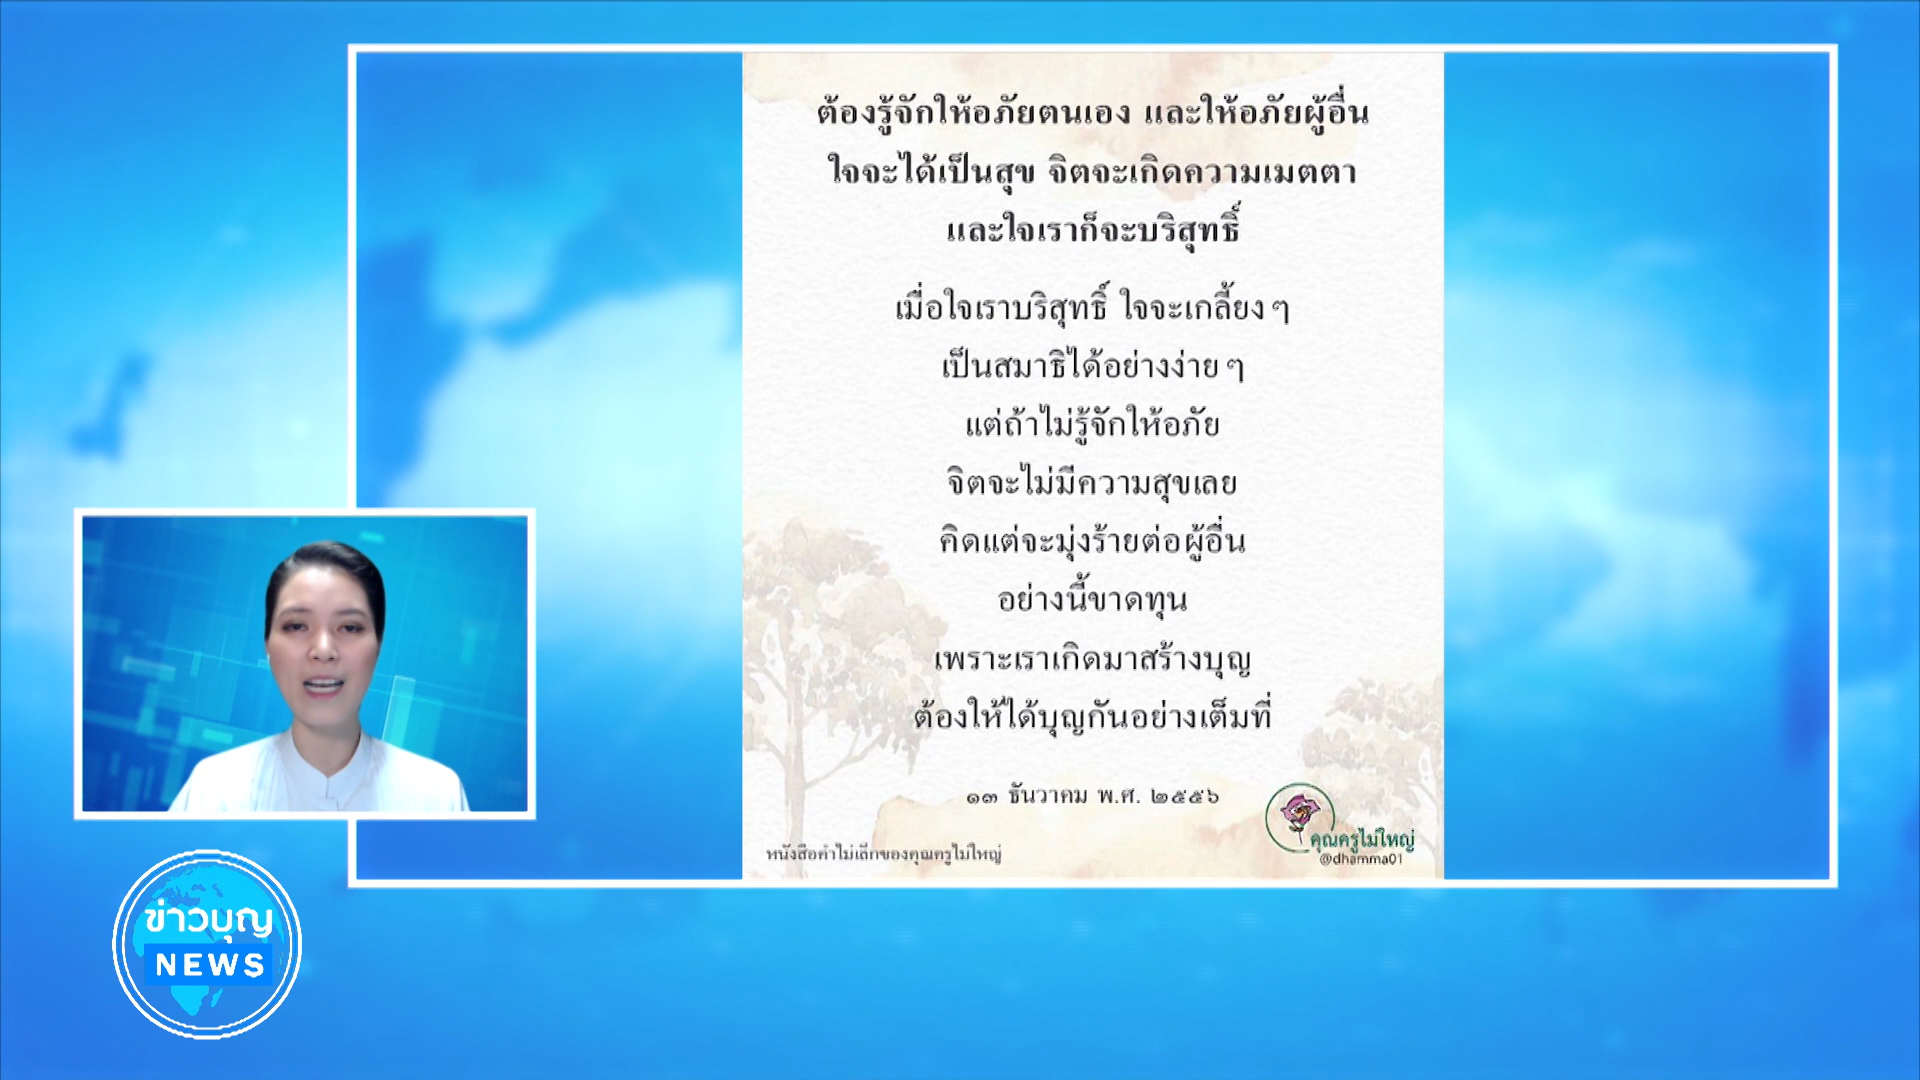 ต้องรู้จักให้อภัยตนเอง และให้อภัยผู้อื่น
ใจจะได้เป็นสุข จิตจะเกิดความเมตตา
และใจเราก็จะบริสุทธิ์
เมื่อใจเราบริสุทธิ์ ใจจะเกลี้ยง ๆ
เป็นสมาธิได้อย่างง่าย ๆ
แต่ถ้าไม่รู้จักให้อภัย
จิตจะไม่มีความสุขเลย
คิดแต่จะมุ่งร้ายต่อผู้อื่น
อย่างนี้ขาดทุน
เพราะเราเกิดมาสร้างบุญ
ต้องให้ได้บุญกันอย่างเต็มที่
๑๓ ธันวาคม พ.ศ. ๒๕๕๖
หนังสือคำไม่เล็กของคุณครูไม่ใหญ่
คุณครูไม่ใหญ่
@dhamma01
ข่าวบุญ
NEWS